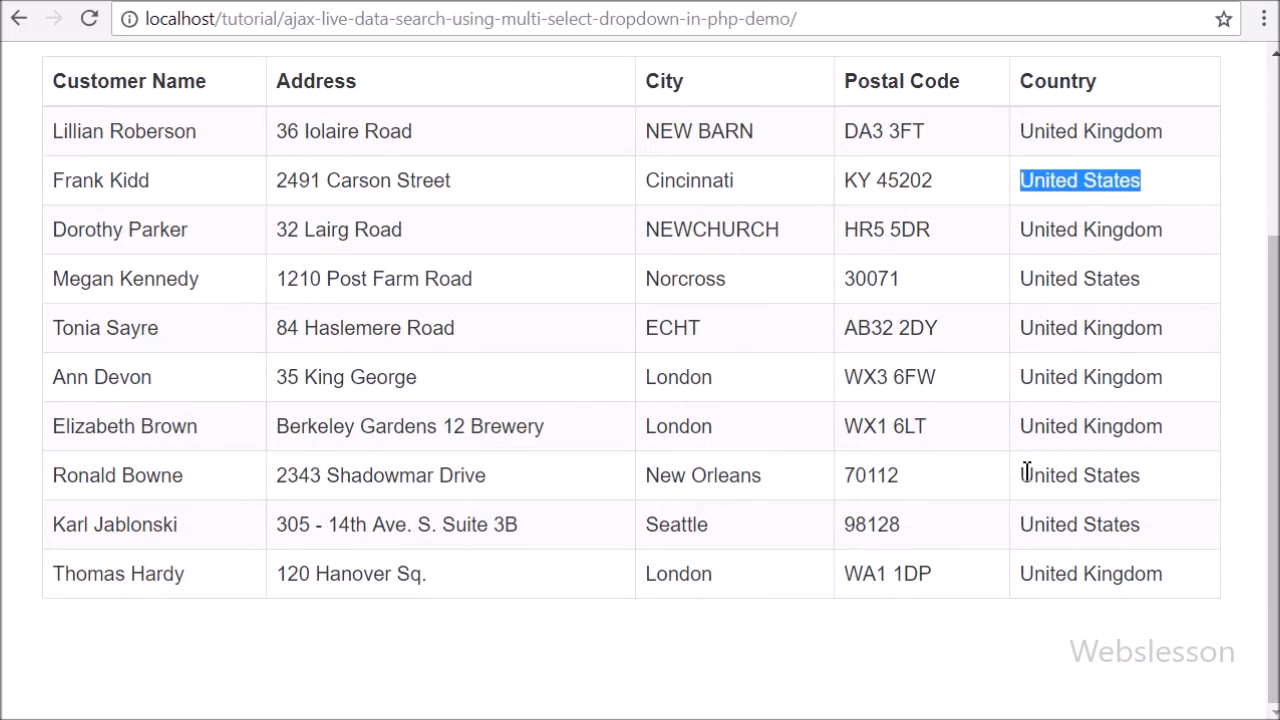 localhost/tutorial/ajax-live-data-search-using-multi-select-dropdown-in-php-demo/
Customer Name Address City Postal Code Country
Lillian Roberson 36 Iolaire Road NEW BARN DA3 3FT United Kingdom
Frank Kidd 2491 Carson Street Cincinnati KY 45202 United States
Dorothy Parker 32 Lairg Road NEWCHURCH HR5 5DR United Kingdom
Megan Kennedy 1210 Post Farm Road Norcross 30071 United States
Tonia Sayre 84 Haslemere Road ECHT AB32 2DY United Kingdom
Ann Devon 35 King George London WX3 6FW United Kingdom
Elizabeth Brown Berkeley Gardens 12 Brewery London WX1 6LT United Kingdom
Ronald Bowne 2343 Shadowmar Drive New Orleans 70112 United States
Karl Jablonski 305 - 14th Ave. S. Suite 3B Seattle 98128 United States
Thomas Hardy 120 Hanover Sq. London WA1 1DP United Kingdom
Webslesson